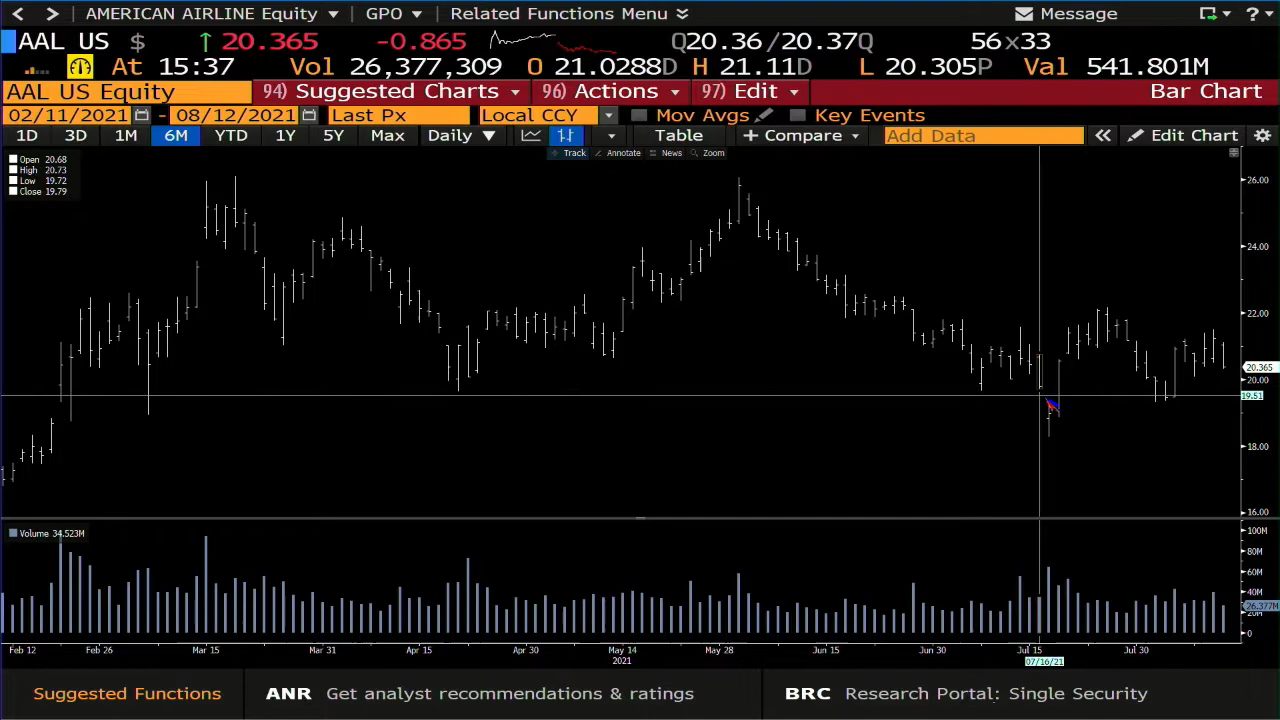 AMERICAN AIRLINE Equity GPO Related Functions Menu Message ?
AAL US $ 20.365 -0.865 Q20.36/20.37Q 56x33
At 15:37 Vol 26,377,309 O 21.0288D H 21.11D L 20.305P Val 541.801M
AAL US Equity 94) Suggested Charts 96) Actions 97) Edit Bar Chart
02/11/2021 - 08/12/2021 Last Px Local CCY Mov Avgs Key Events
1D 3D 1M 6M YTD 1Y 5Y Max Daily Table + Compare Add Data « Edit Chart
Track Annotate News Zoom
Open 20.68
High 20.73
Low 19.72
Close 19.79
26.00
24.00
22.00
20.365
20.00
19.51
18.00
16.00
Volume 34.523M
100M
80M
60M
40M
26.377M
20M
0
Feb 12 Feb 26 Mar 15 Mar 31 Apr 15 Apr 30 May 14 May 28 Jun 15 Jun 30 Jul 15 Jul 30
2021 07/16/21
Suggested Functions ANR Get analyst recommendations & ratings BRC Research Portal: Single Security